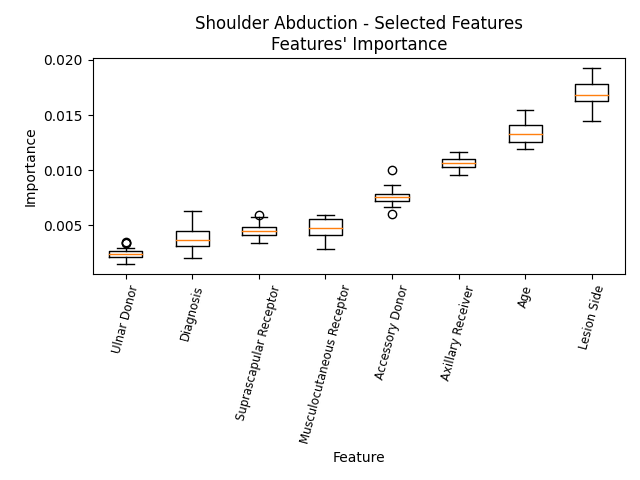 Shoulder Abduction - Selected Features
Features' Importance
0.020
0.015
0.010
0.005
Importance
Ulnar Donor
Diagnosis
Suprascapular Receptor
Musculocutaneous Receptor
Accessory Donor
Axillary Receiver
Age
Lesion Side
Feature